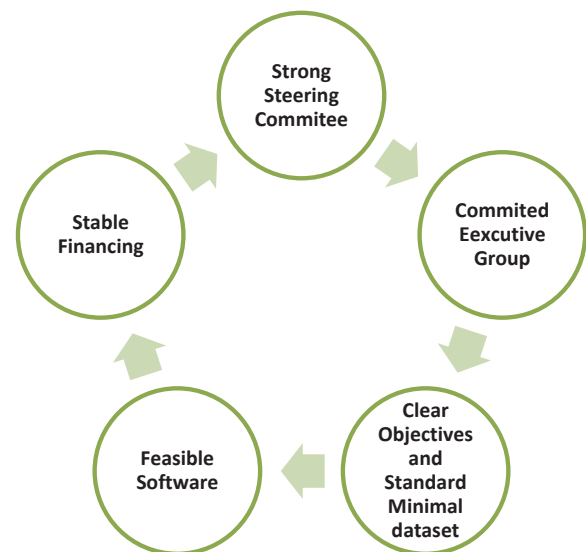 Strong
Steering
Commitee
Commited
Eexcutive
Group
Clear
Objectives
and
Standard
Minimal
dataset
Feasible
Software
Stable
Financing